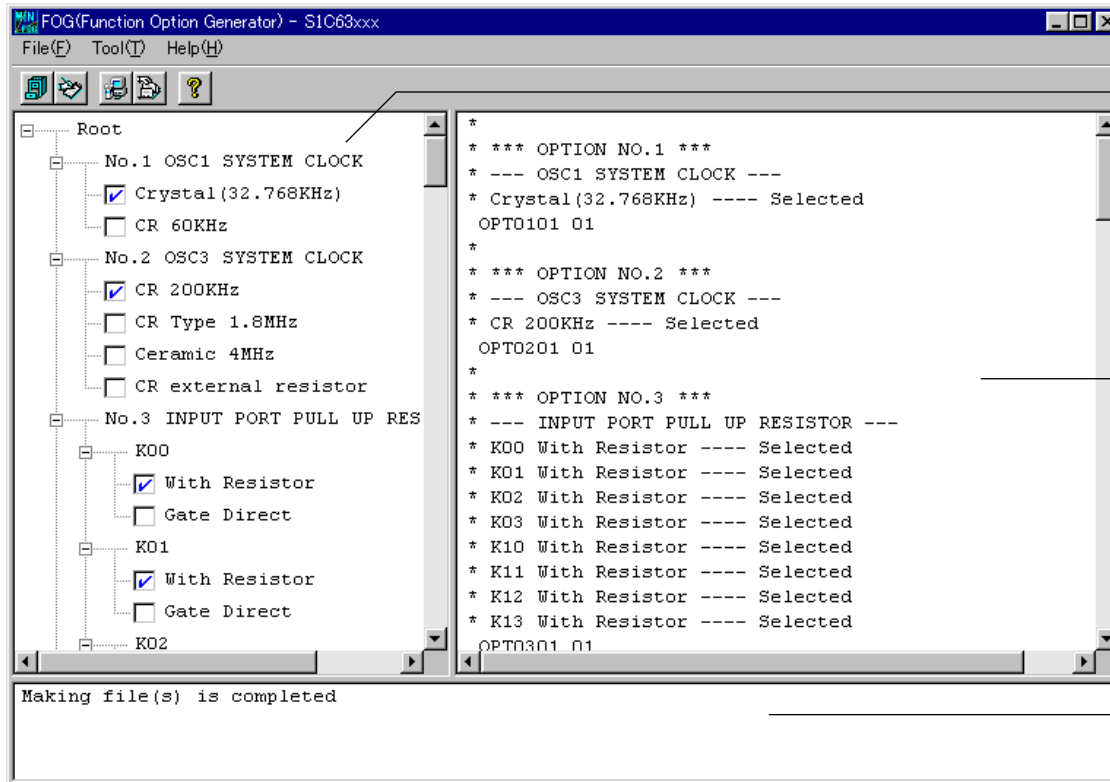 FOG(Function Option Generator) - S1C63xxx
File(F) Tool(T) Help(H)
Root
No.1 OSC1 SYSTEM CLOCK
Crystal(32.768KHz)
CR 60KHz
No.2 OSC3 SYSTEM CLOCK
CR 200KHz
CR Type 1.8MHz
Ceramic 4MHz
CR external resistor
No.3 INPUT PORT PULL UP RES
K00
With Resistor
Gate Direct
K01
With Resistor
Gate Direct
K02
*
* *** OPTION NO.1 ***
* --- OSC1 SYSTEM CLOCK ---
* Crystal(32.768KHz) ---- Selected
OPT0101 01
*
* *** OPTION NO.2 ***
* --- OSC3 SYSTEM CLOCK ---
* CR 200KHz ---- Selected
OPT0201 01
*
* *** OPTION NO.3 ***
* --- INPUT PORT PULL UP RESISTOR ---
* K00 With Resistor ---- Selected
* K01 With Resistor ---- Selected
* K02 With Resistor ---- Selected
* K03 With Resistor ---- Selected
* K10 With Resistor ---- Selected
* K11 With Resistor ---- Selected
* K12 With Resistor ---- Selected
* K13 With Resistor ---- Selected
OPT0301 01
Making file(s) is completed